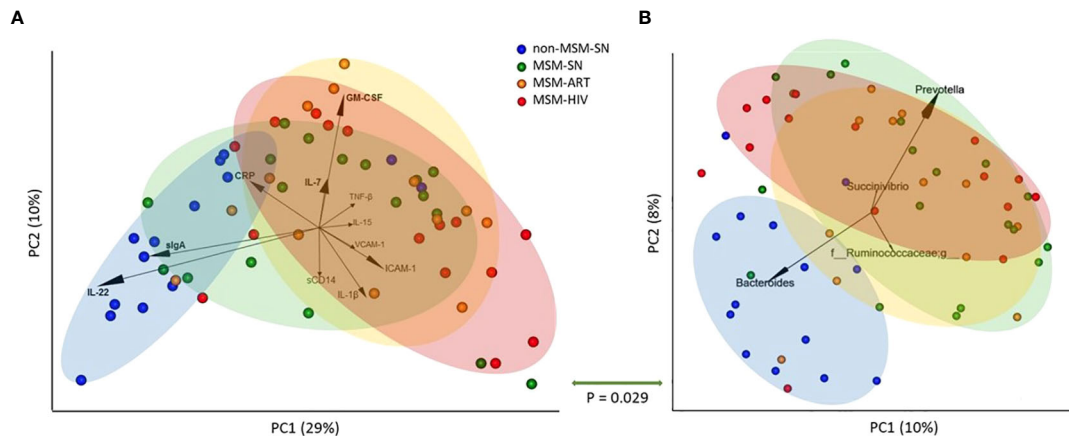 A
B
non-MSM-SN
MSM-SN
MSM-ART
MSM-HIV
GM-CSF
CRP
IL-7
TNF-β
IL-15
VCAM-1
ICAM-1
sIgA
sCD14
IL-1β
IL-22
PC2 (10%)
PC1 (29%)
P = 0.029
Prevotella
Succinivibrio
f__Ruminococcaceae;g__
Bacteroides
PC2 (8%)
PC1 (10%)